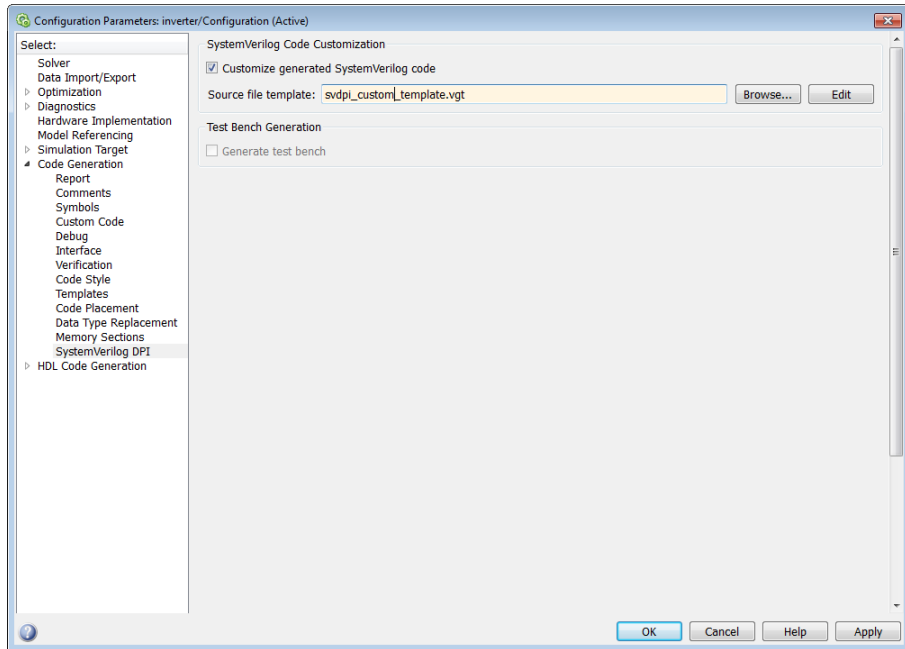 Configuration Parameters: inverter/Configuration (Active)
Select:
Solver
Data Import/Export
Optimization
Diagnostics
Hardware Implementation
Model Referencing
Simulation Target
Code Generation
Report
Comments
Symbols
Custom Code
Debug
Interface
Verification
Code Style
Templates
Code Placement
Data Type Replacement
Memory Sections
SystemVerilog DPI
HDL Code Generation
SystemVerilog Code Customization
Customize generated SystemVerilog code
Source file template: svdpi_custom_template.vgt Browse... Edit
Test Bench Generation
Generate test bench
OK Cancel Help Apply